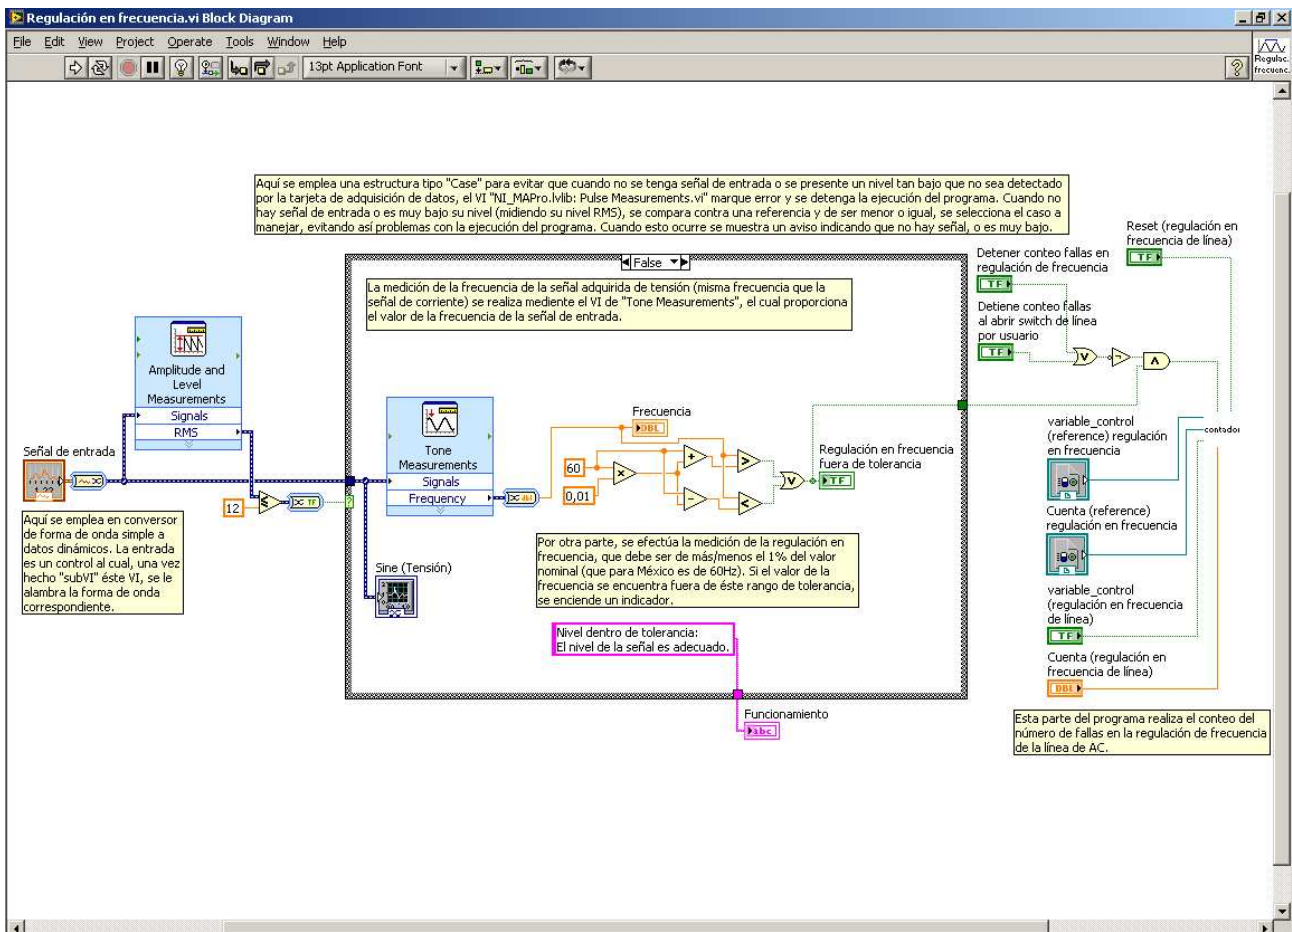 Regulación en frecuencia.vi Block Diagram
File Edit View Project Operate Tools Window Help
13pt Application Font
Regulac.
frecuenc.
Aquí se emplea una estructura tipo "Case" para evitar que cuando no se tenga señal de entrada o se presente un nivel tan bajo que no sea detectado
por la tarjeta de adquisición de datos, el VI "NI_MAPro.lvlib: Pulse Measurements.vi" marque error y se detenga la ejecución del programa. Cuando no
hay señal de entrada o es muy bajo su nivel (midiendo su nivel RMS), se compara contra una referencia y de ser menor o igual, se selecciona el caso a
manejar, evitando así problemas con la ejecución del programa. Cuando esto ocurre se muestra un aviso indicando que no hay señal, o es muy bajo.
Reset (regulación en
frecuencia de línea)
TF
Detener conteo fallas en
regulación de frecuencia
TF
Detiene conteo fallas
al abrir switch de línea
por usuario
TF
False
La medición de la frecuencia de la señal adquirida de tensión (misma frecuencia que la
señal de corriente) se realiza mediente el VI de "Tone Measurements", el cual proporciona
el valor de la frecuencia de la señal de entrada.
Amplitude and
Level
Measurements
Signals
RMS
Señal de entrada
1.23
12
TF
?
Aquí se emplea en conversor
de forma de onda simple a
datos dinámicos. La entrada
es un control al cual, una vez
hecho "subVI" éste VI, se le
alambra la forma de onda
correspondiente.
Tone
Measurements
Signals
Frequency
dbl
Frecuencia
DBL
60
0,01
Regulación en frecuencia
fuera de tolerancia
TF
Sine (Tensión)
Por otra parte, se efectúa la medición de la regulación en
frecuencia, que debe ser de más/menos el 1% del valor
nominal (que para México es de 60Hz). Si el valor de la
frecuencia se encuentra fuera de éste rango de tolerancia,
se enciende un indicador.
Nivel dentro de tolerancia:
El nivel de la señal es adecuado.
Funcionamiento
abc
contador
variable_control
(reference) regulación
en frecuencia
Cuenta (reference)
regulación en frecuencia
variable_control
(regulación en frecuencia
de línea)
TF
Cuenta (regulación en
frecuencia de línea)
DBL
Esta parte del programa realiza el conteo del
número de fallas en la regulación de frecuencia
de la línea de AC.